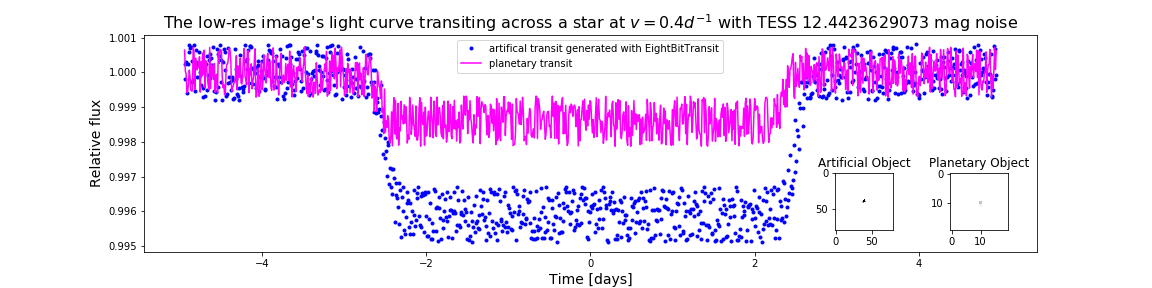 The low-res image's light curve transiting across a star at v = 0.4d⁻¹ with TESS 12.4423629073 mag noise
artifical transit generated with EightBitTransit
planetary transit
Relative flux
1.001
1.000
0.999
0.998
0.997
0.996
0.995
Artificial Object
0
50
0 50
Planetary Object
0
10
0 10
−4 −2 0 2 4
Time [days]